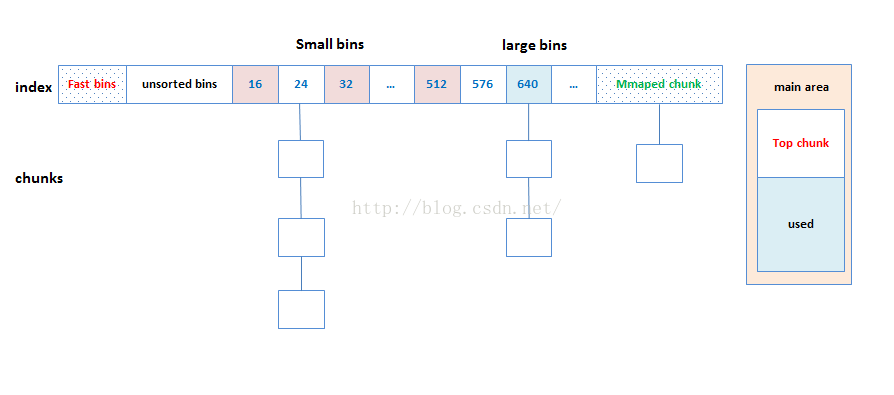 Small bins
large bins
index
Fast bins
unsorted bins
16
24
32
...
512
576
640
...
Mmaped chunk
main area
Top chunk
used
chunks
http://blog.csdn.net/